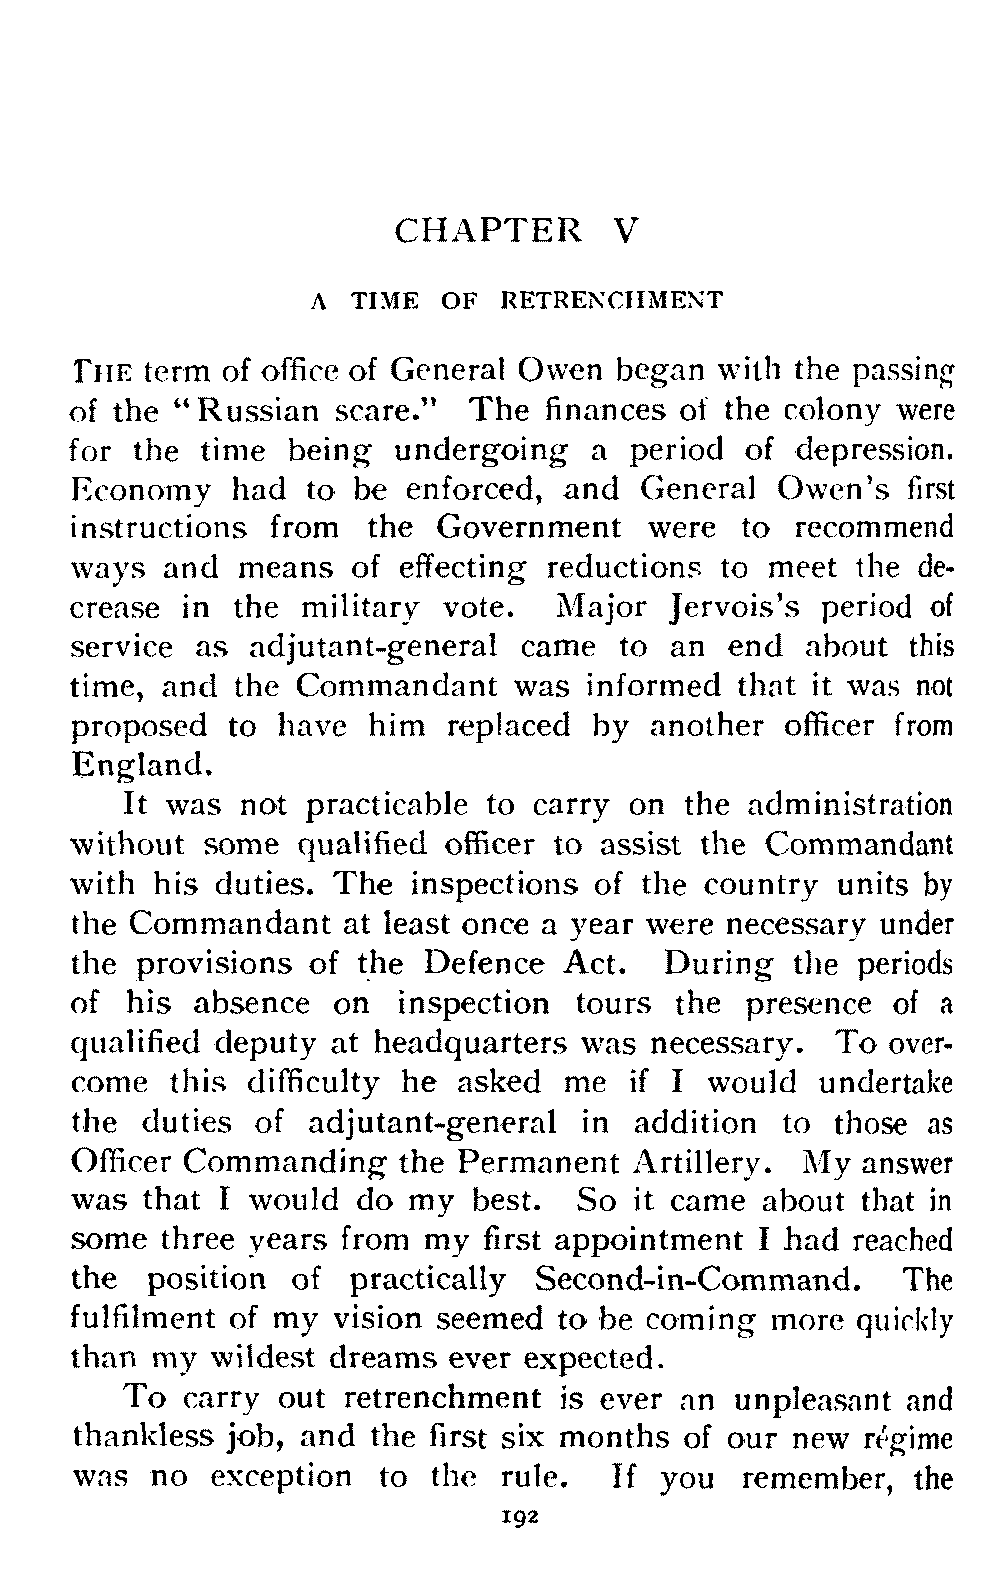 CHAPTER V
A TIME OF RETRENCHMENT
THE term of office of General Owen began with the passing
of the “Russian scare.” The finances of the colony were
for the time being undergoing a period of depression.
Economy had to be enforced, and General Owen's first
instructions from the Government were to recommend
ways and means of effecting reductions to meet the de-
crease in the military vote. Major Jervois's period of
service as adjutant-general came to an end about this
time, and the Commandant was informed that it was not
proposed to have him replaced by another officer from
England.
It was not practicable to carry on the administration
without some qualified officer to assist the Commandant
with his duties. The inspections of the country units by
the Commandant at least once a year were necessary under
the provisions of the Defence Act. During the periods
of his absence on inspection tours the presence of a
qualified deputy at headquarters was necessary. To over-
come this difficulty he asked me if I would undertake
the duties of adjutant-general in addition to those as
Officer Commanding the Permanent Artillery. My answer
was that I would do my best. So it came about that in
some three years from my first appointment I had reached
the position of practically Second-in-Command. The
fulfilment of my vision seemed to be coming more quickly
than my wildest dreams ever expected.
To carry out retrenchment is ever an unpleasant and
thankless job, and the first six months of our new régime
was no exception to the rule. If you remember, the
192